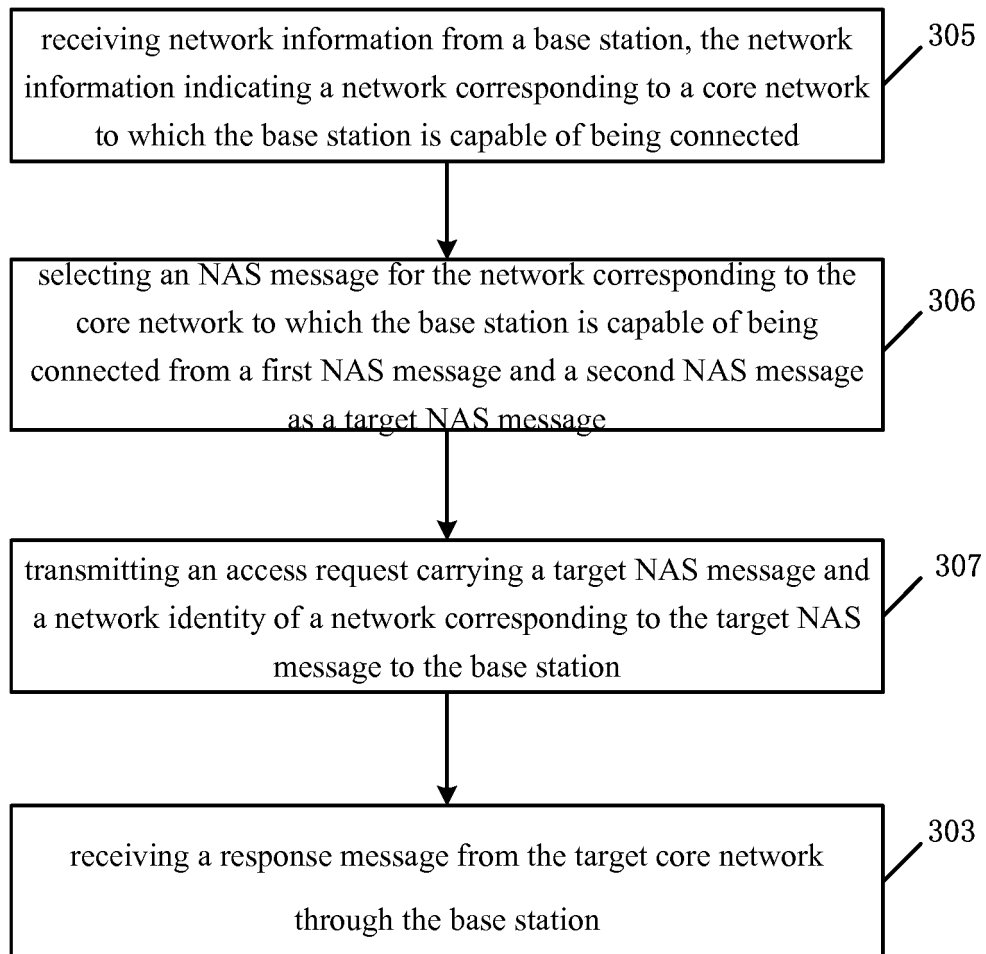 receiving network information from a base station, the network
305
information indicating a network corresponding to a core network
to which the base station is capable of being connected
selecting an NAS message for the network corresponding to the
306
core network to which the base station is capable of being
connected from a first NAS message and a second NAS message
as a target NAS message
transmitting an access request carrying a target NAS message and
307
a network identity of a network corresponding to the target NAS
message to the base station
303
receiving a response message from the target core network
through the base station